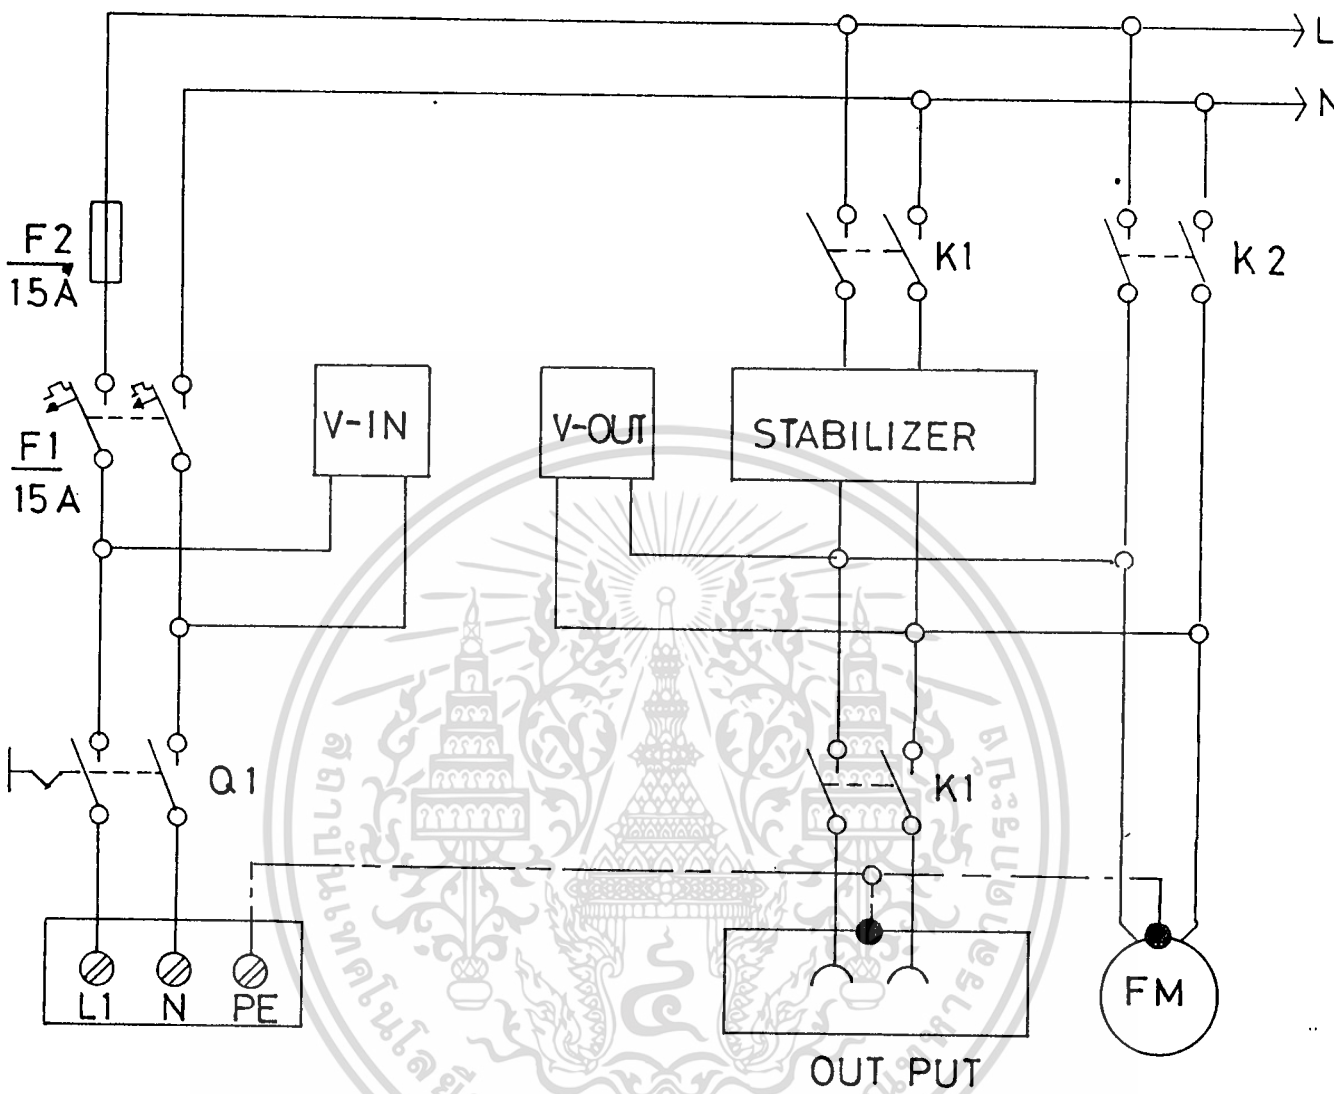 L
N
F2
15A
K1
K2
V-IN
V-OUT
STABILIZER
F1
15A
Q1
K1
L1 N PE
FM
OUT PUT